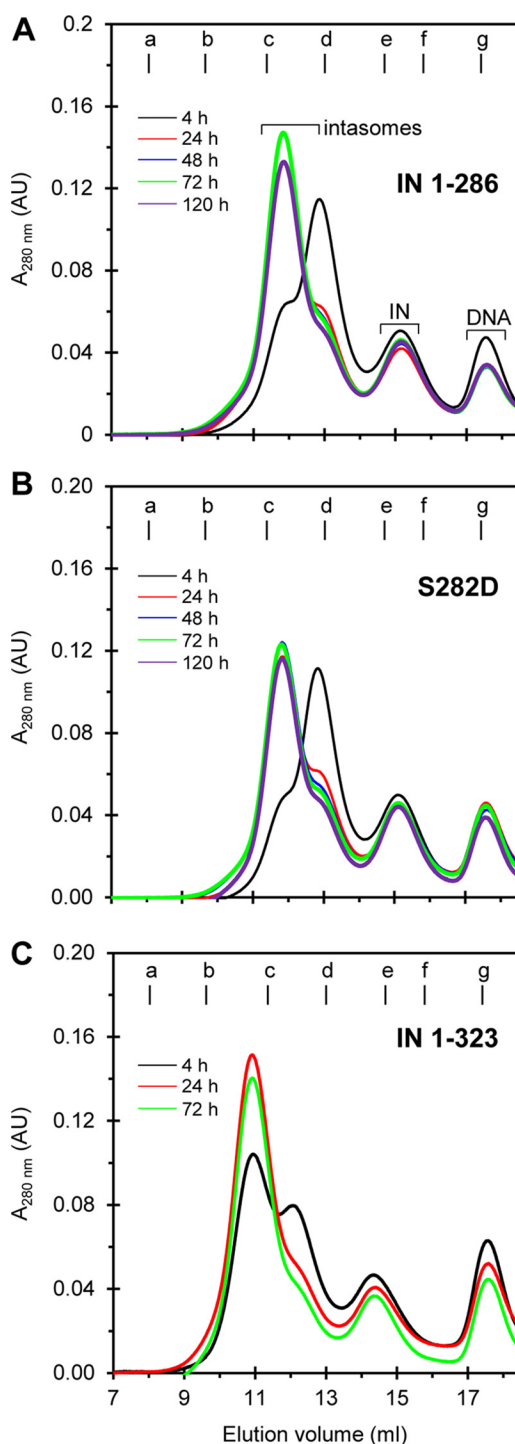 A
0.2
a b c d e f g
0.16
4 h
24 h
48 h
72 h
120 h
intasomes
IN 1-286
0.12
A280 nm (AU)
0.08
IN
DNA
0.04
0
B
0.20
a b c d e f g
0.16
4 h
24 h
48 h
72 h
120 h
S282D
0.12
A280 nm (AU)
0.08
0.04
0.00
C
0.20
a b c d e f g
0.16
4 h
24 h
72 h
IN 1-323
0.12
A280 nm (AU)
0.08
0.04
0.00
7 9 11 13 15 17
Elution volume (ml)